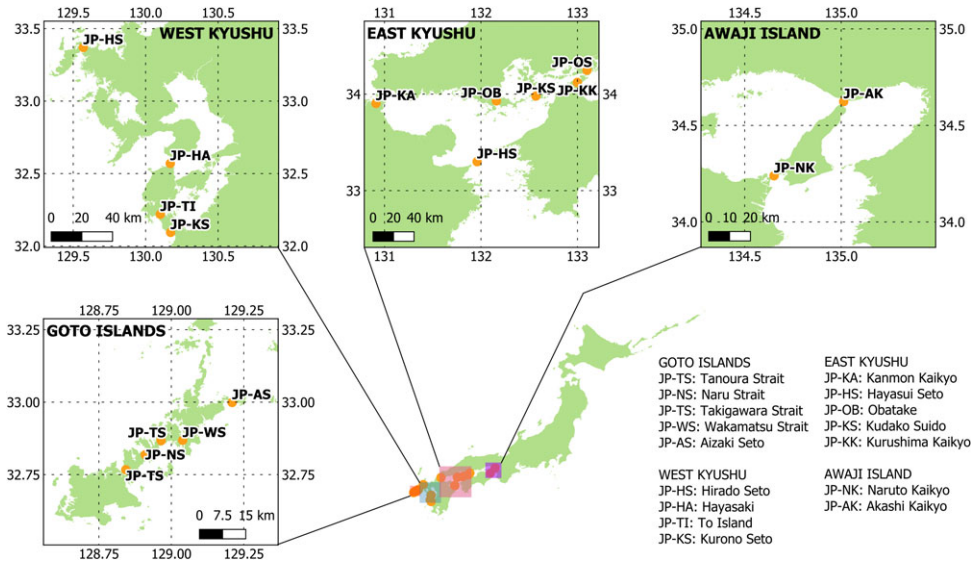 129.5 130.0 130.5
33.5 WEST KYUSHU 33.5
JP-HS
33.0 33.0
JP-HA
32.5 32.5
JP-TI
0 20 40 km
JP-KS
32.0 32.0
129.5 130.0 130.5
131 132 133
EAST KYUSHU
JP-OS
34 JP-KA JP-OB JP-KS JP-KK 34
JP-HS
33 33
0 20 40 km
131 132 133
134.5 135.0
35.0 AWAJI ISLAND 35.0
JP-AK
34.5 34.5
JP-NK
0 10 20 km
34.0 34.0
134.5 135.0
128.75 129.00 129.25
33.25 GOTO ISLANDS 33.25
33.00 JP-AS 33.00
JP-TS JP-WS
JP-NS
32.75 JP-TS 32.75
0 7.5 15 km
128.75 129.00 129.25
GOTO ISLANDS
JP-TS: Tanoura Strait
JP-NS: Naru Strait
JP-TS: Takigawara Strait
JP-WS: Wakamatsu Strait
JP-AS: Aizaki Seto
WEST KYUSHU
JP-HS: Hirado Seto
JP-HA: Hayasaki
JP-TI: To Island
JP-KS: Kurono Seto
EAST KYUSHU
JP-KA: Kanmon Kaikyo
JP-HS: Hayasui Seto
JP-OB: Obatake
JP-KS: Kudako Suido
JP-KK: Kurushima Kaikyo
AWAJI ISLAND
JP-NK: Naruto Kaikyo
JP-AK: Akashi Kaikyo